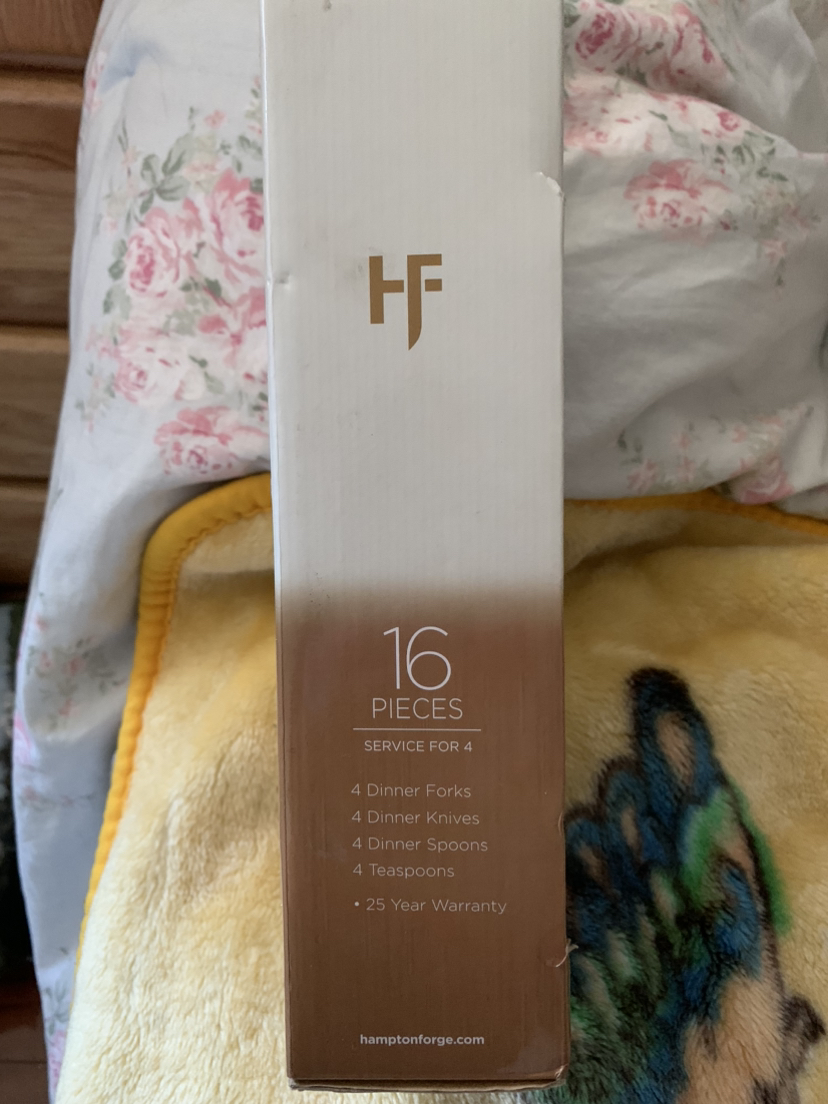 HF
16
PIECES
SERVICE FOR 4
4 Dinner Forks
4 Dinner Knives
4 Dinner Spoons
4 Teaspoons
• 25 Year Warranty
hamptonforge.com